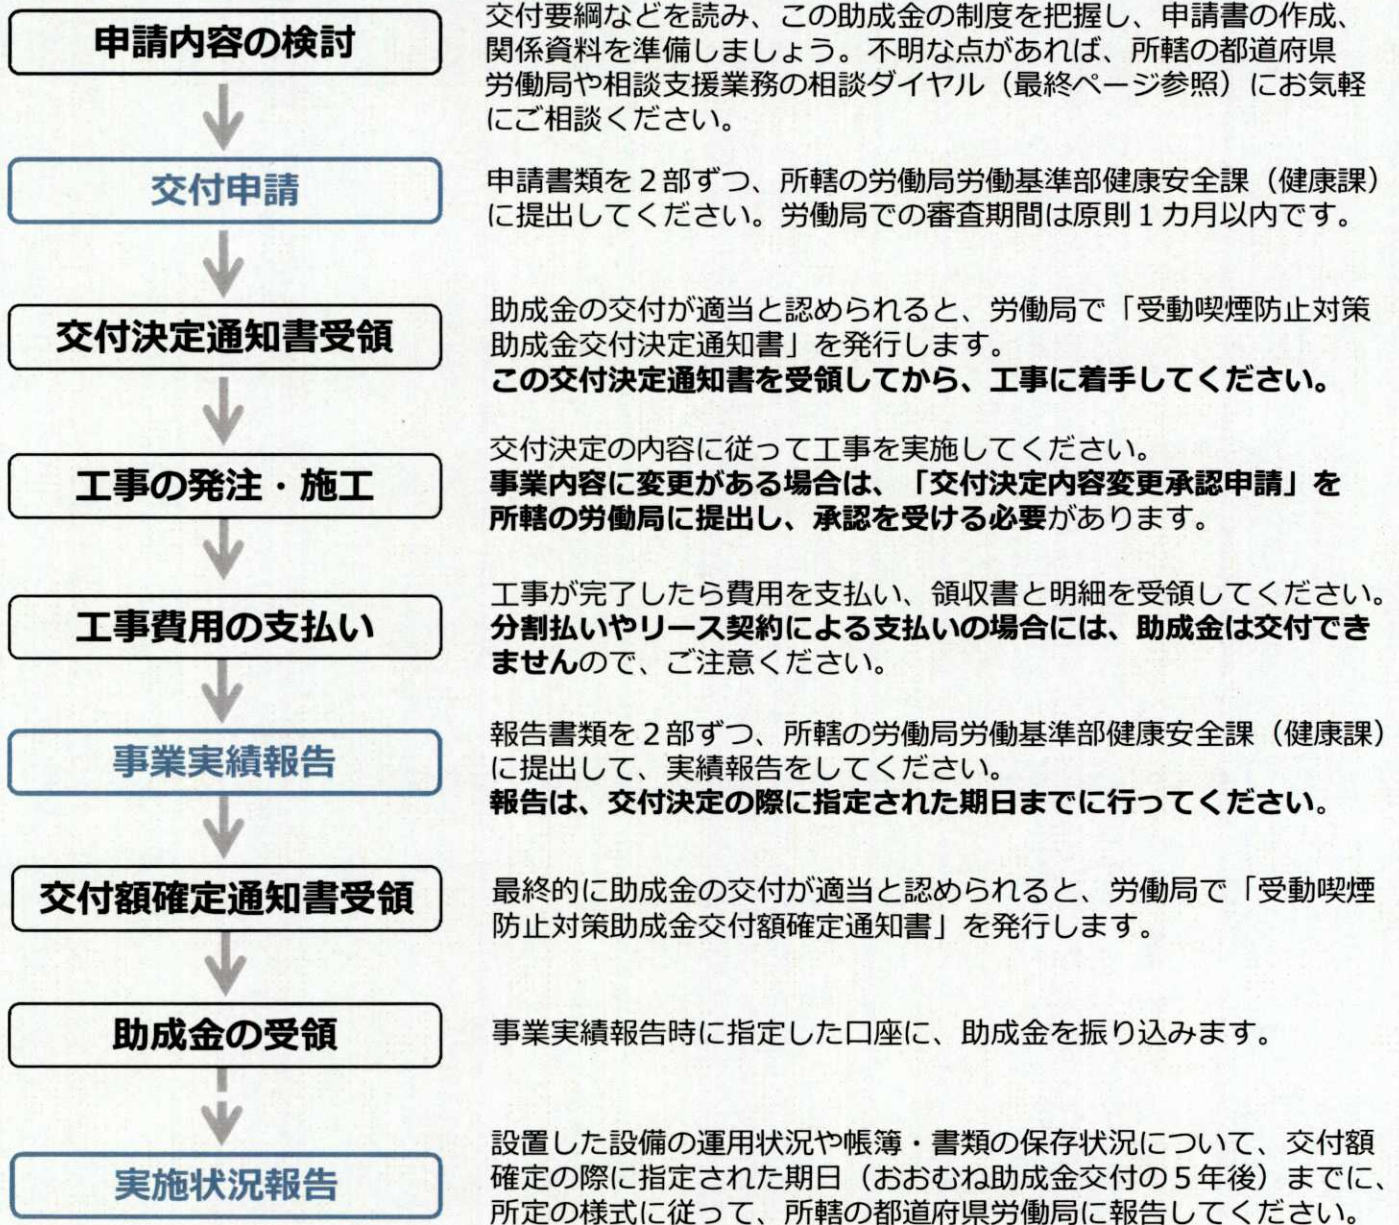 申請内容の検討
交付要綱などを読み、この助成金の制度を把握し、申請書の作成、
関係資料を準備しましょう。不明な点があれば、所轄の都道府県
労働局や相談支援業務の相談ダイヤル（最終ページ参照）にお気軽
にご相談ください。
交付申請
申請書類を２部ずつ、所轄の労働局労働基準部健康安全課（健康課）
に提出してください。労働局での審査期間は原則１カ月以内です。
交付決定通知書受領
助成金の交付が適当と認められると、労働局で「受動喫煙防止対策
助成金交付決定通知書」を発行します。
この交付決定通知書を受領してから、工事に着手してください。
工事の発注・施工
交付決定の内容に従って工事を実施してください。
事業内容に変更がある場合は、「交付決定内容変更承認申請」を
所轄の労働局に提出し、承認を受ける必要があります。
工事費用の支払い
工事が完了したら費用を支払い、領収書と明細を受領してください。
分割払いやリース契約による支払いの場合には、助成金は交付でき
ませんので、ご注意ください。
事業実績報告
報告書類を２部ずつ、所轄の労働局労働基準部健康安全課（健康課）
に提出して、実績報告をしてください。
報告は、交付決定の際に指定された期日までに行ってください。
交付額確定通知書受領
最終的に助成金の交付が適当と認められると、労働局で「受動喫煙
防止対策助成金交付額確定通知書」を発行します。
助成金の受領
事業実績報告時に指定した口座に、助成金を振り込みます。
実施状況報告
設置した設備の運用状況や帳簿・書類の保存状況について、交付額
確定の際に指定された期日（おおむね助成金交付の５年後）までに、
所定の様式に従って、所轄の都道府県労働局に報告してください。